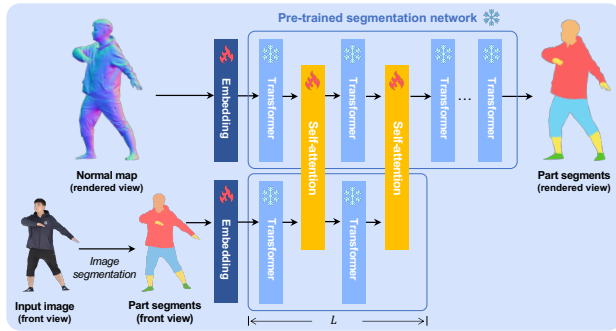 Pre-trained segmentation network
Embedding
Transformer
Self-attention
Transformer
Self-attention
Transformer
...
Transformer
Normal map
(rendered view)
Part segments
(rendered view)
Embedding
Transformer
Transformer
Image
segmentation
Input image
(front view)
Part segments
(front view)
L